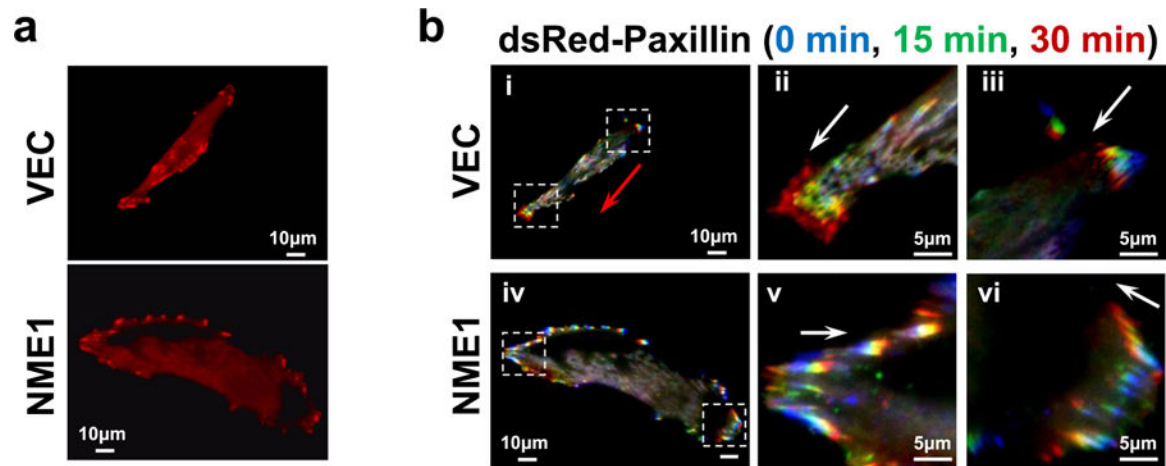 a
b
dsRed-Paxillin (0 min, 15 min, 30 min)
VEC
10µm
NME1
10µm
VEC
i
10µm
ii
5µm
iii
5µm
NME1
iv
10µm
v
5µm
vi
5µm